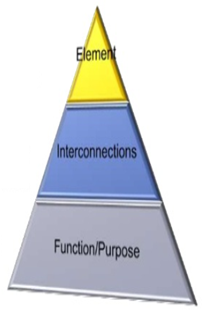 Element
Interconnections
Function/Purpose